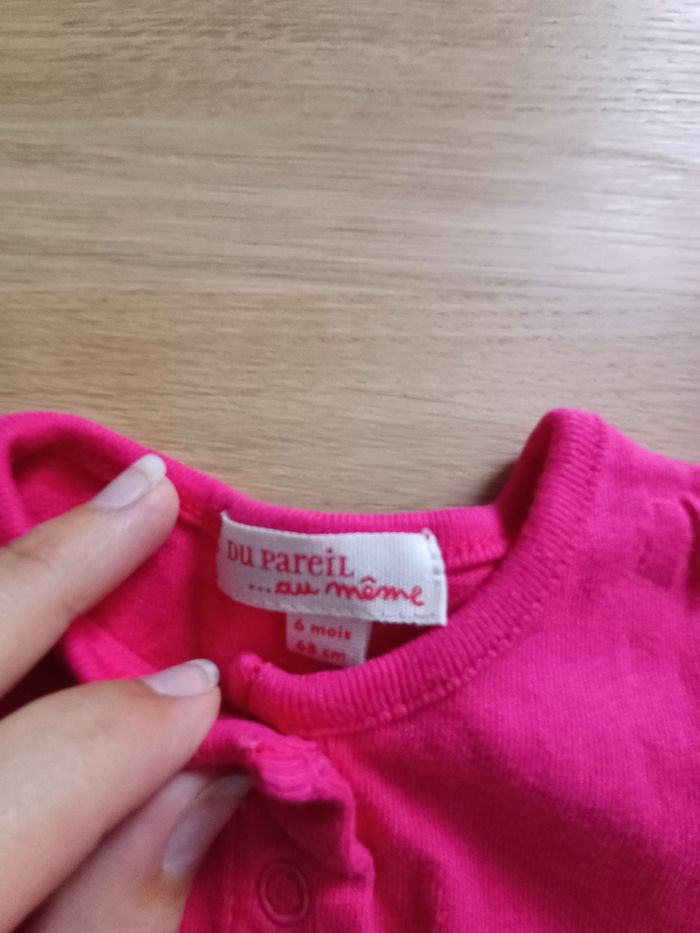 DU PAREIL
...au même
6 mois
68 cm